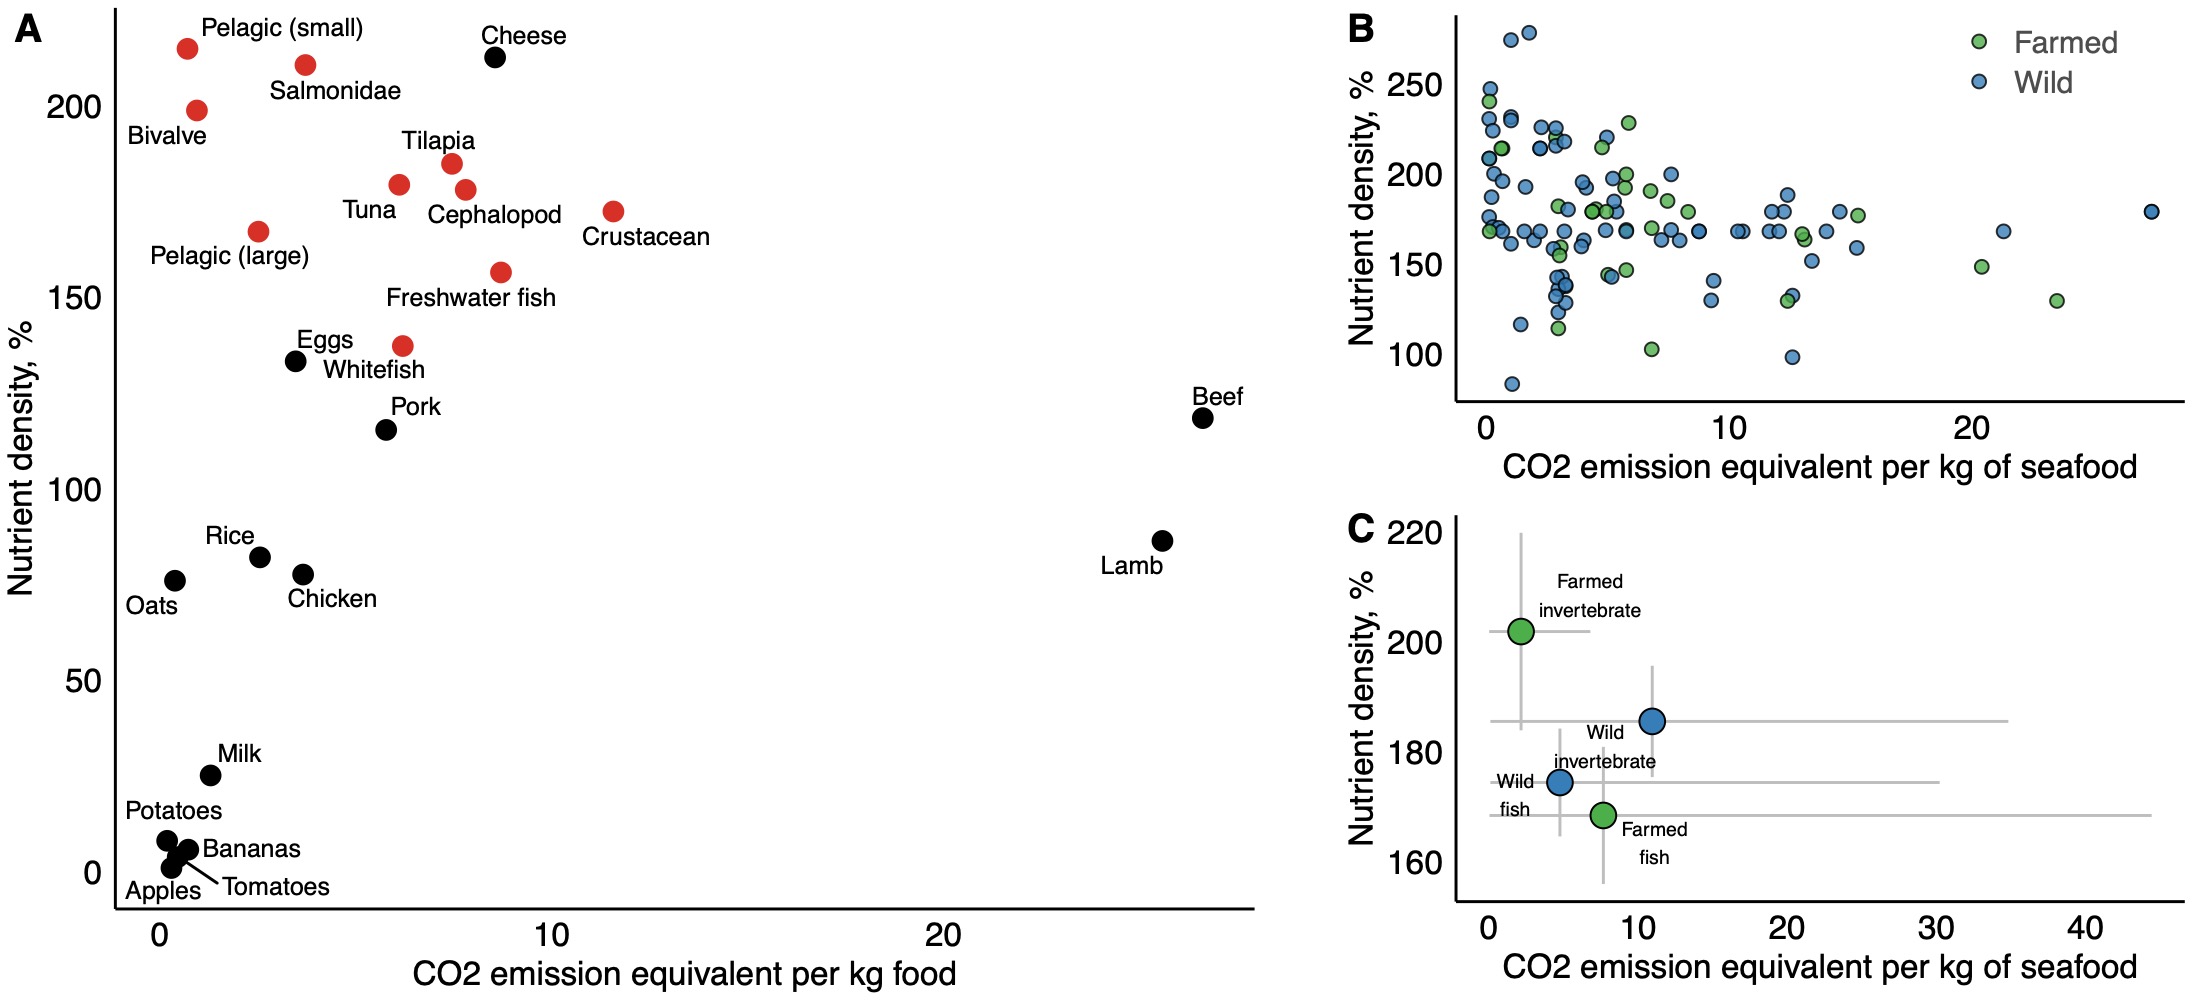 A
Pelagic (small)
Cheese
Salmonidae
Bivalve
Tilapia
Tuna
Cephalopod
Crustacean
Pelagic (large)
Freshwater fish
Eggs
Whitefish
Pork
Beef
Rice
Lamb
Oats
Chicken
Milk
Potatoes
Bananas
Tomatoes
Apples
200
150
100
50
0
Nutrient density, %
0 10 20
CO2 emission equivalent per kg food
B
Farmed
Wild
250
200
150
100
Nutrient density, %
0 10 20
CO2 emission equivalent per kg of seafood
C
Farmed
invertebrate
Wild
invertebrate
Wild
fish
Farmed
fish
220
200
180
160
Nutrient density, %
0 10 20 30 40
CO2 emission equivalent per kg of seafood